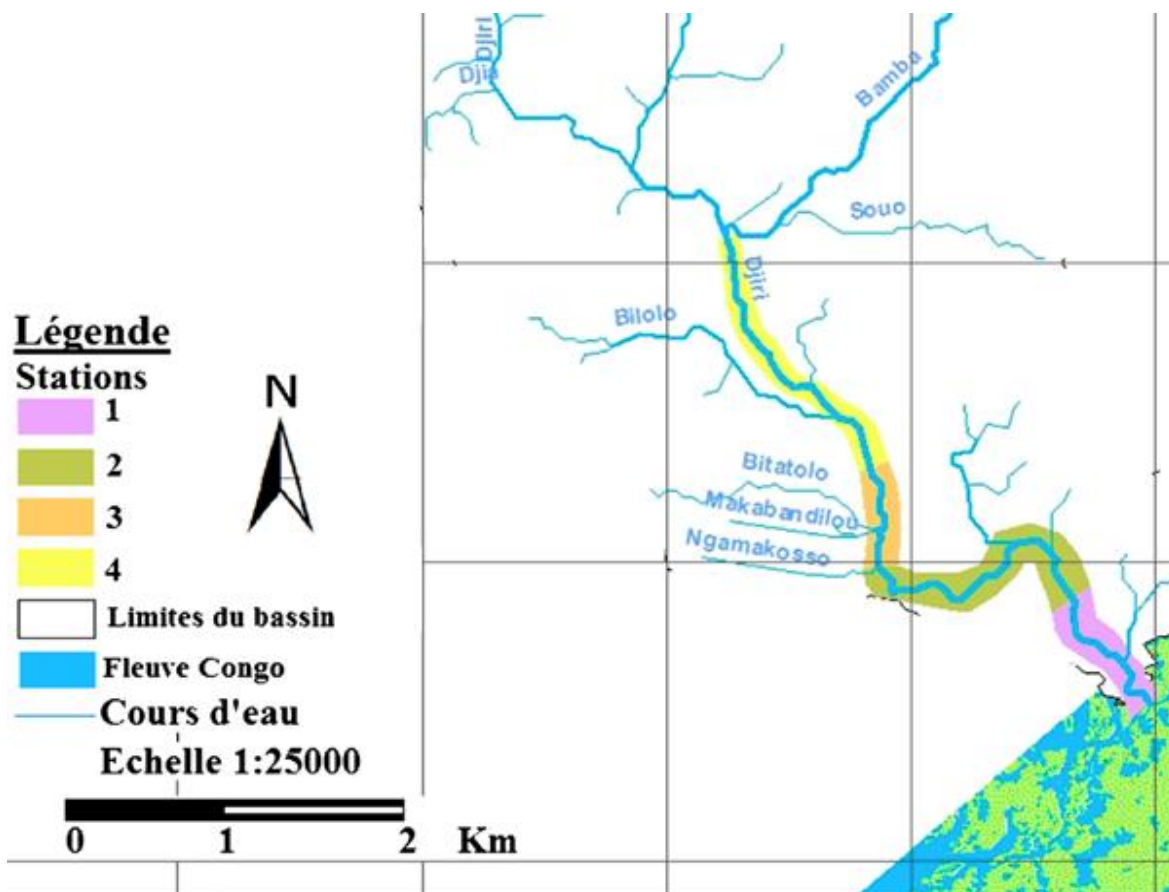 Djiri
Djia
Bamba
Souo
Djiri
Bilolo
Bitatolo
Makabandilou
Ngamakosso
Légende
Stations
1
2
3
4
Limites du bassin
Fleuve Congo
Cours d'eau
Echelle 1:25000
0 1 2 Km
N